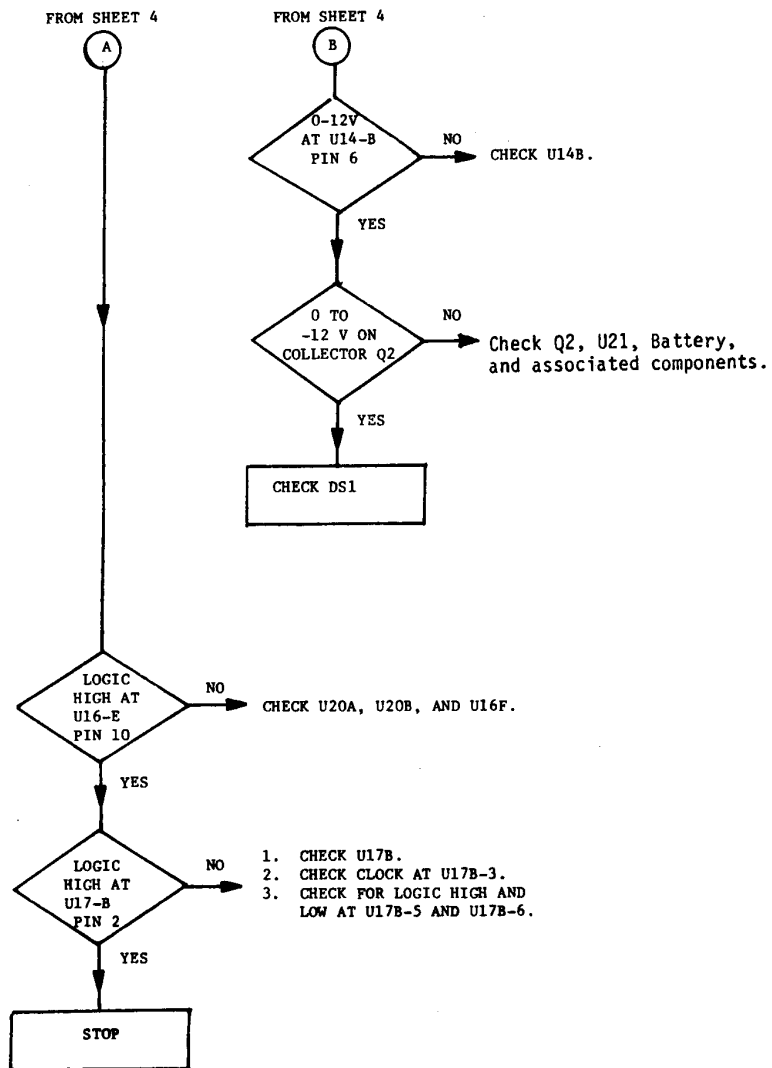 FROM SHEET 4
A
FROM SHEET 4
B
0-12V
AT U14-B
PIN 6
NO
CHECK U14B.
YES
0 TO
-12 V ON
COLLECTOR Q2
NO
Check Q2, U21, Battery,
and associated components.
YES
CHECK DS1
LOGIC
HIGH AT
U16-E
PIN 10
NO
CHECK U20A, U20B, AND U16F.
YES
LOGIC
HIGH AT
U17-B
PIN 2
NO
1. CHECK U17B.
2. CHECK CLOCK AT U17B-3.
3. CHECK FOR LOGIC HIGH AND
LOW AT U17B-5 AND U17B-6.
YES
STOP